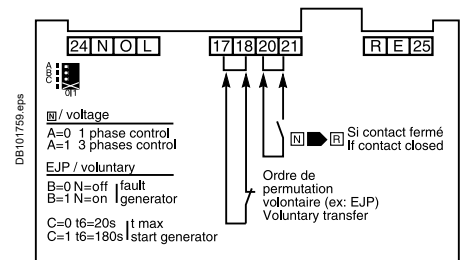 24 N O L 17 18 20 21 R E 25
A
B
C
0 1
N / voltage
A=0 1 phase control
A=1 3 phases control
EJP / voluntary
B=0 N=off fault
B=1 N=on generator
C=0 t6=20s t max
C=1 t6=180s start generator
N R Si contact fermé
If contact closed
Ordre de
permutation
volontaire (ex: EJP)
Voluntary transfer
DB101759.eps